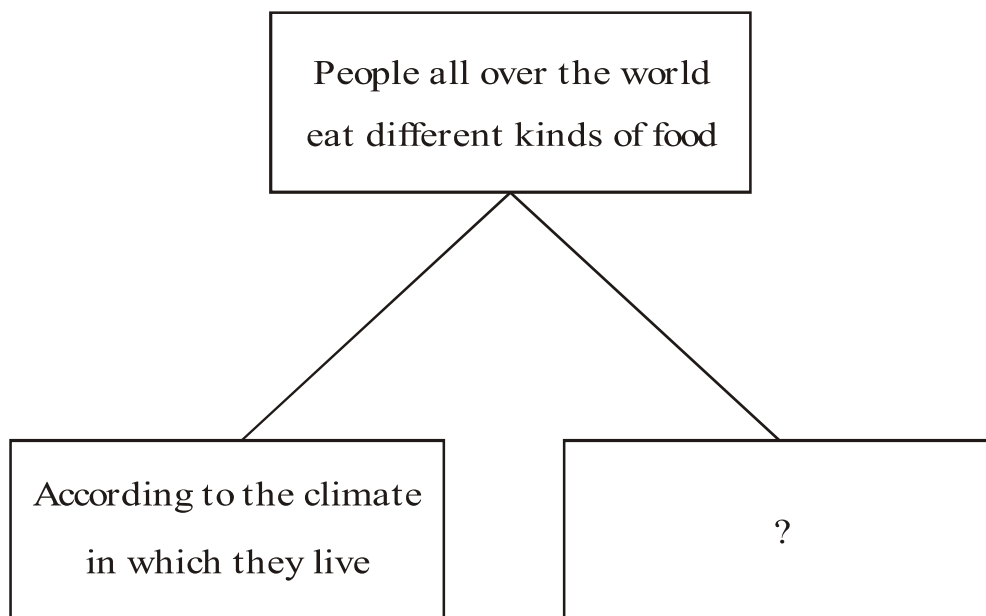 People all over the world
eat different kinds of food
According to the climate
in which they live
?